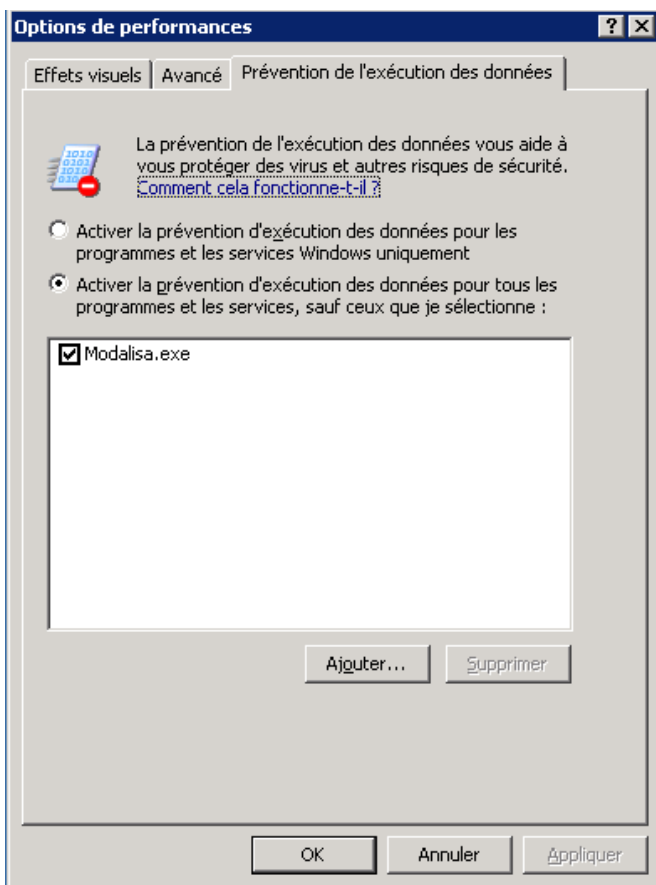 Options de performances
Effets visuels
Avancé
Prévention de l'exécution des données
La prévention de l'exécution des données vous aide à
vous protéger des virus et autres risques de sécurité.
Comment cela fonctionne-t-il ?
Activer la prévention d'exécution des données pour les
programmes et les services Windows uniquement
Activer la prévention d'exécution des données pour tous les
programmes et les services, sauf ceux que je sélectionne :
Modalisa.exe
Ajouter...
Supprimer
OK
Annuler
Appliquer